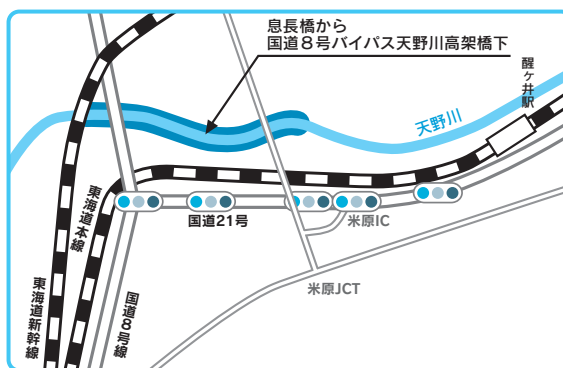 息長橋から
国道８号バイパス天野川高架橋下
醒ヶ井駅
天野川
東海道本線
国道21号
米原IC
米原JCT
国道８号線
東海道新幹線